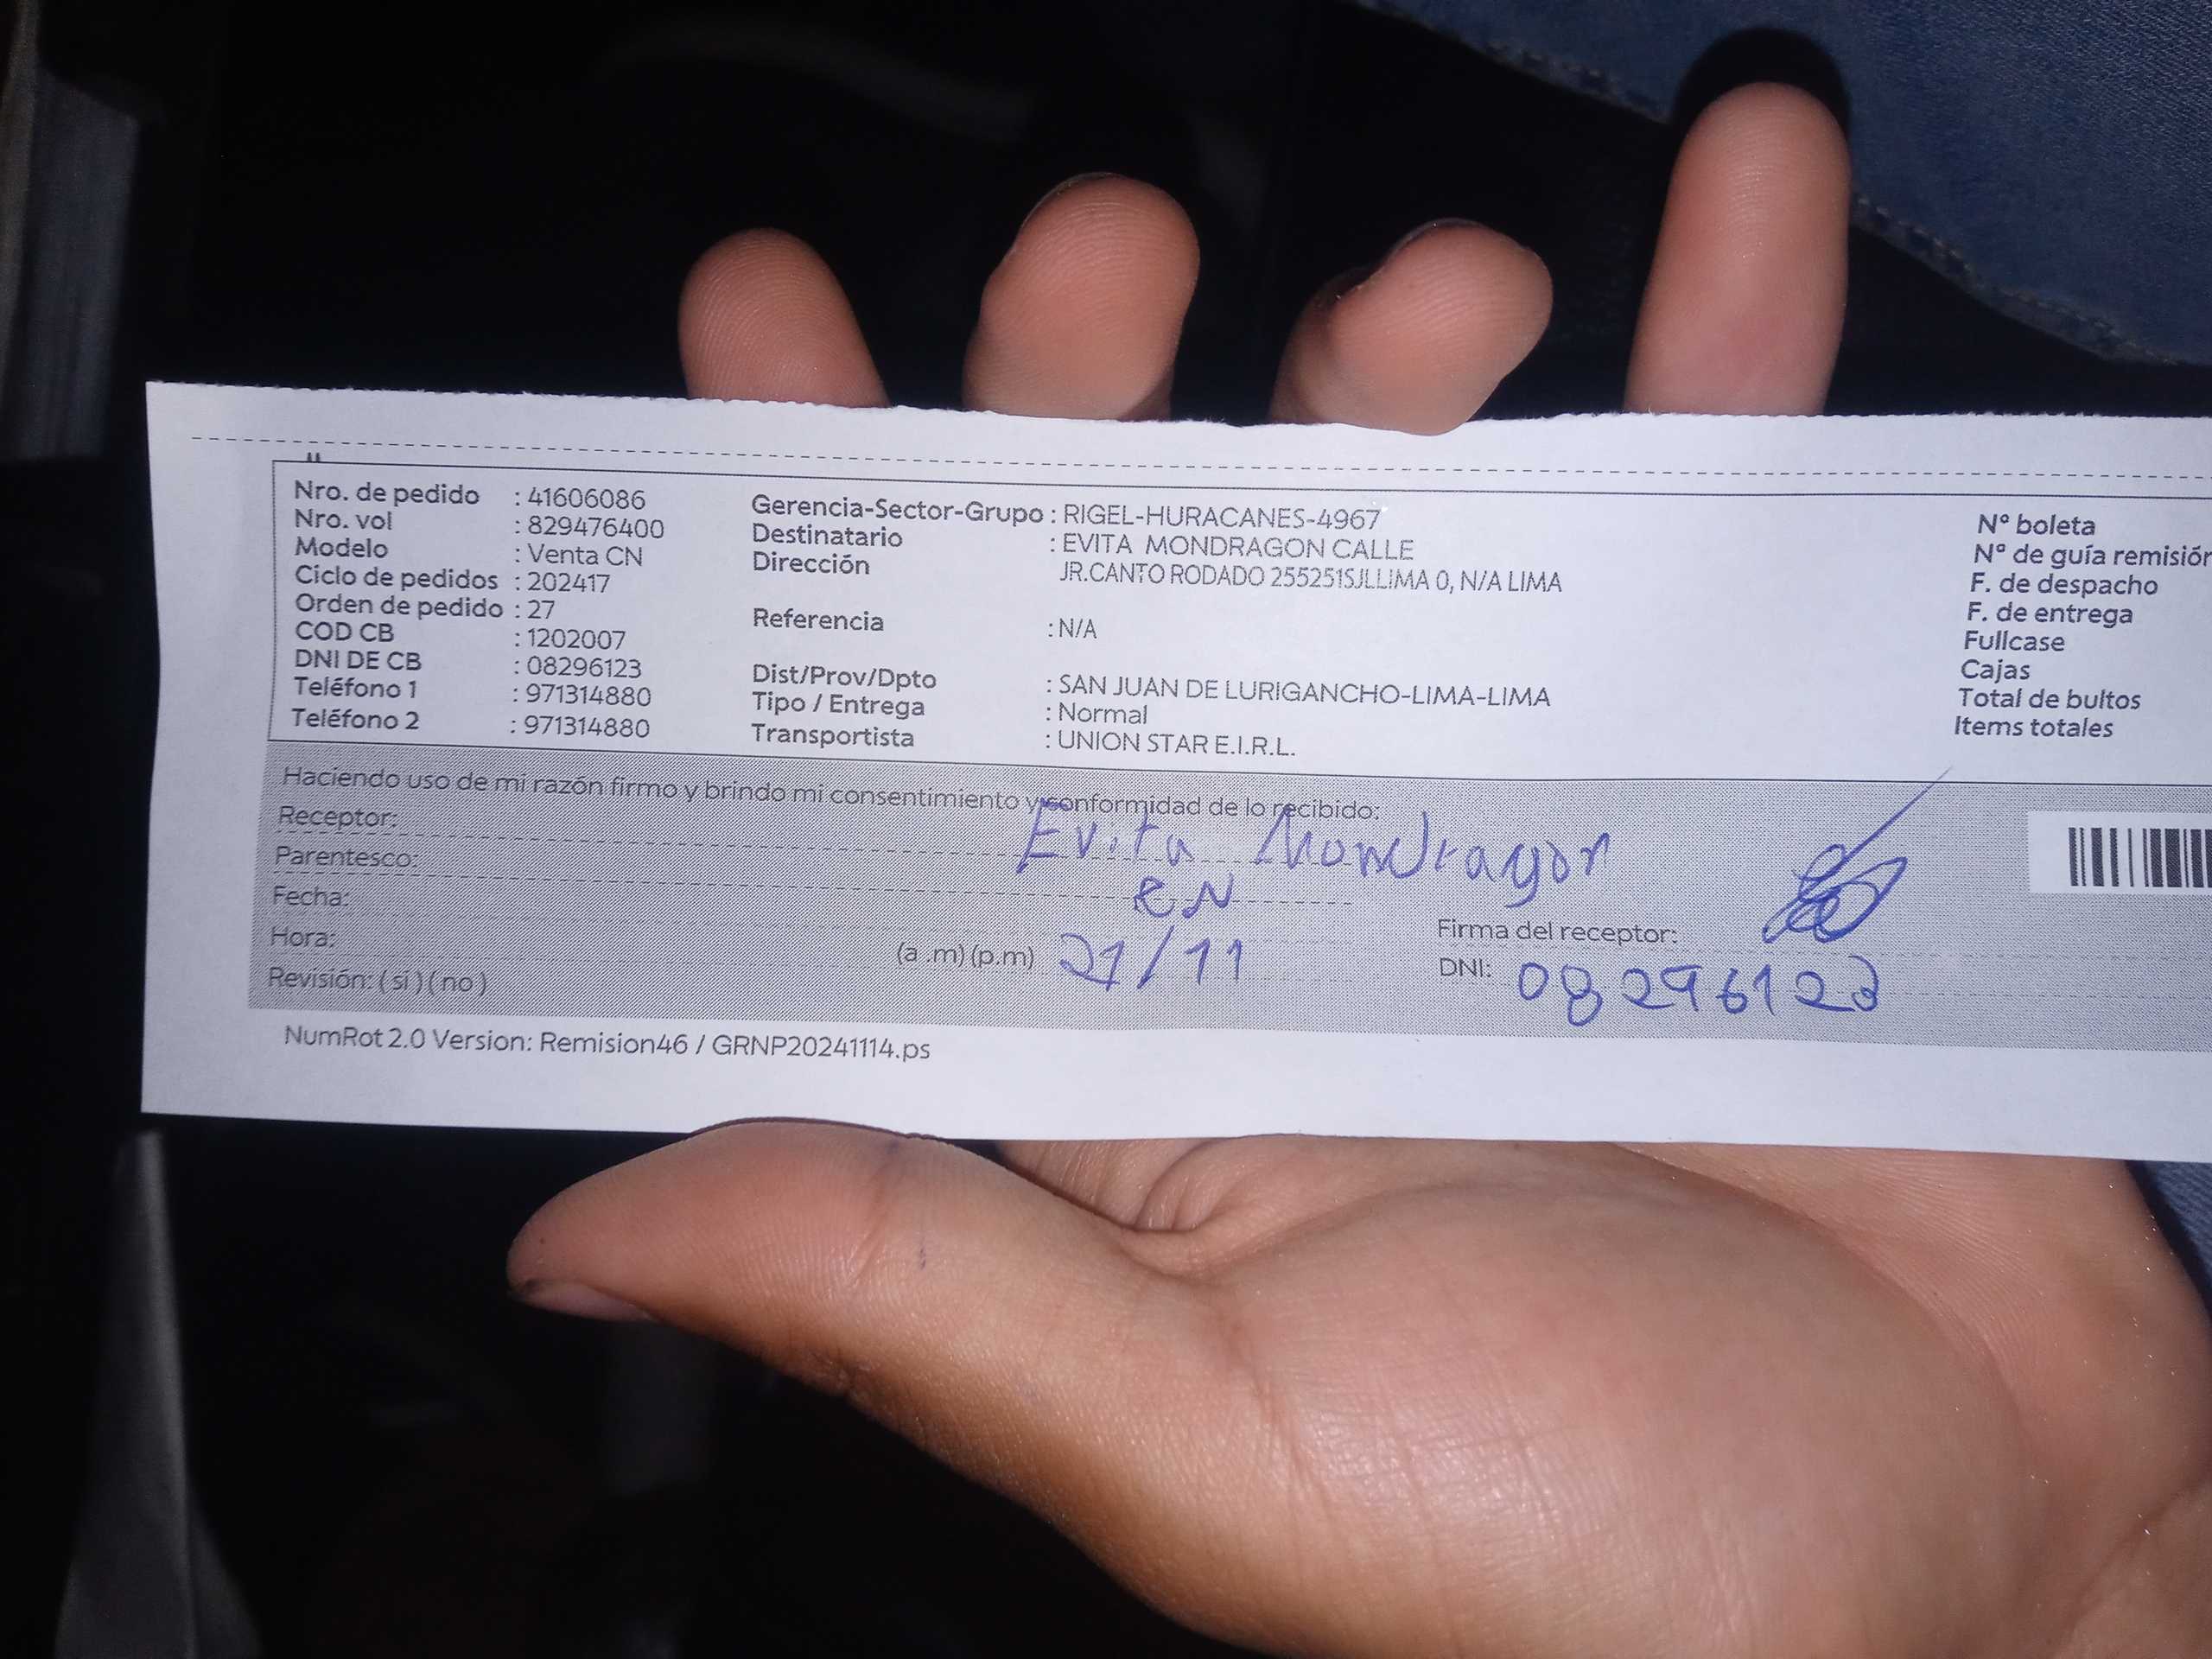 Nro. de pedido : 41606086
Nro. vol : 829476400
Modelo : Venta CN
Ciclo de pedidos : 202417
Orden de pedido : 27
COD CB : 1202007
DNI DE CB : 08296123
Teléfono 1 : 971314880
Teléfono 2 : 971314880
Gerencia-Sector-Grupo : RIGEL-HURACANES-4967
Destinatario : EVITA MONDRAGON CALLE
Dirección JR.CANTO RODADO 255251SJLLIMA 0, N/A LIMA
Referencia : N/A
Dist/Prov/Dpto : SAN JUAN DE LURIGANCHO-LIMA-LIMA
Tipo / Entrega : Normal
Transportista : UNION STAR E.I.R.L.
N° boleta
N° de guía remisión
F. de despacho
F. de entrega
Fullcase
Cajas
Total de bultos
Items totales
Haciendo uso de mi razón firmo y brindo mi consentimiento y conformidad de lo recibido:
Receptor: Evita Mondragon
Parentesco: CN
Fecha: 21/11
Hora: (a .m) (p.m)
Revisión: ( si ) ( no )
Firma del receptor:
DNI: 08296123
NumRot 2.0 Version: Remision46 / GRNP20241114.ps